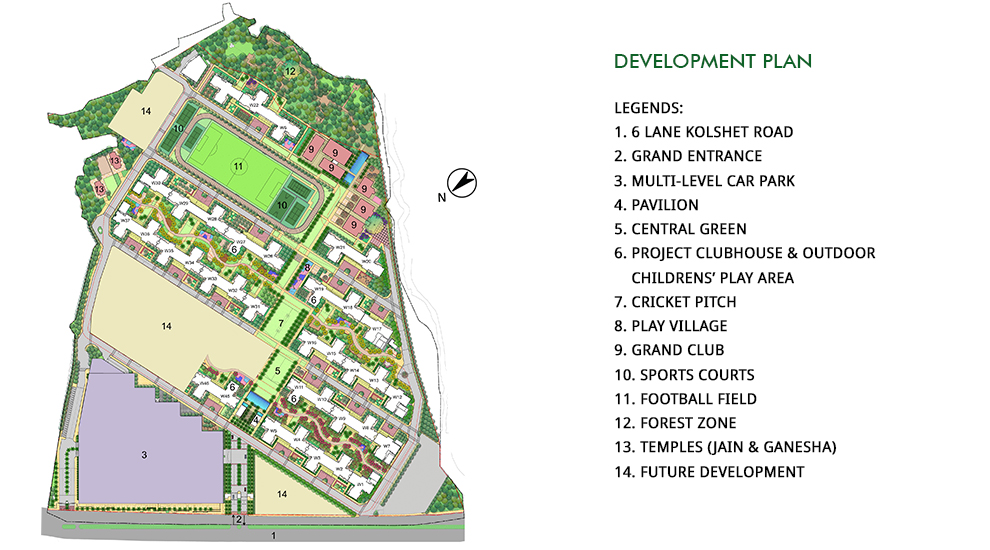 DEVELOPMENT PLAN
LEGENDS:
1. 6 LANE KOLSHET ROAD
2. GRAND ENTRANCE
3. MULTI-LEVEL CAR PARK
4. PAVILION
5. CENTRAL GREEN
6. PROJECT CLUBHOUSE & OUTDOOR
CHILDRENS’ PLAY AREA
7. CRICKET PITCH
8. PLAY VILLAGE
9. GRAND CLUB
10. SPORTS COURTS
11. FOOTBALL FIELD
12. FOREST ZONE
13. TEMPLES (JAIN & GANESHA)
14. FUTURE DEVELOPMENT
N
12
14
10
9
9
9
9
13
11
13
10
9
9
6
8
6
7
14
5
6
6
4
3
14
2
1